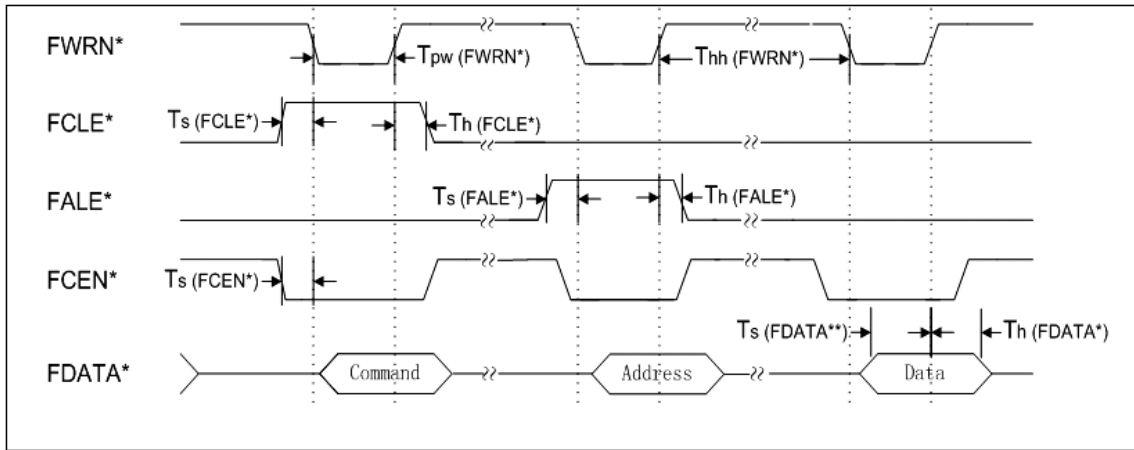 FWRN*
Tpw (FWRN*)
Thh (FWRN*)
FCLE*
Ts (FCLE*)
Th (FCLE*)
FALE*
Ts (FALE*)
Th (FALE*)
FCEN*
Ts (FCEN*)
Ts (FDATA**)
Th (FDATA*)
FDATA*
Command
Address
Data